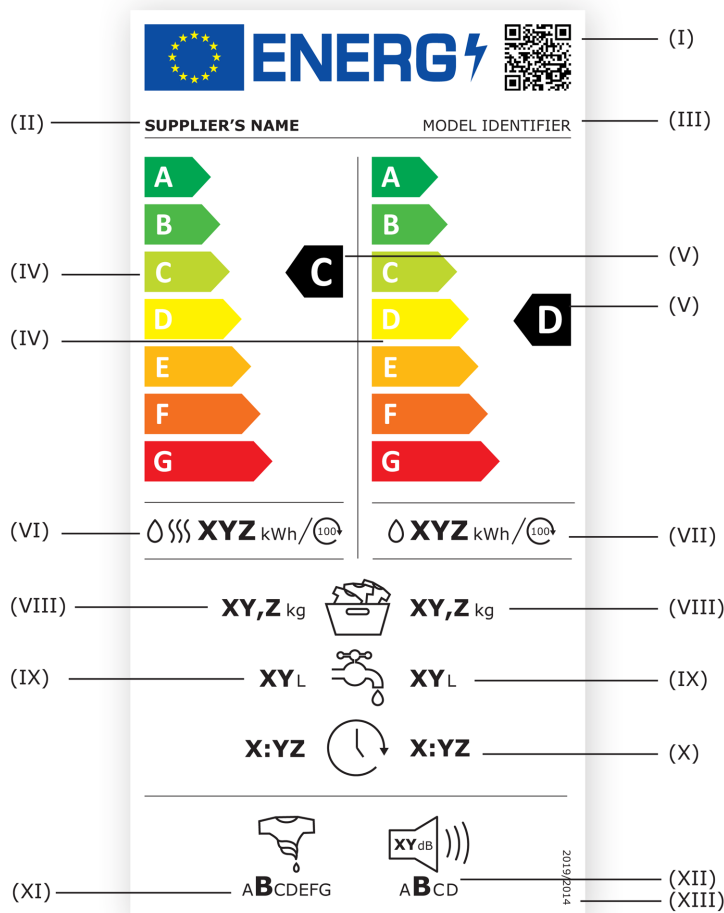 ENERG
(I)
(II)
SUPPLIER'S NAME
MODEL IDENTIFIER
(III)
A A
B B
(IV) C C C (V)
D D D (V)
(IV)
E E
F F
G G
(VI) XYZ kWh/100 XYZ kWh/100 (VII)
(VIII) XY,Z kg XY,Z kg (VIII)
(IX) XY L XY L (IX)
X:YZ X:YZ (X)
XY dB
2019/2014
(XI) ABCDEFG ABCD (XII)
(XIII)